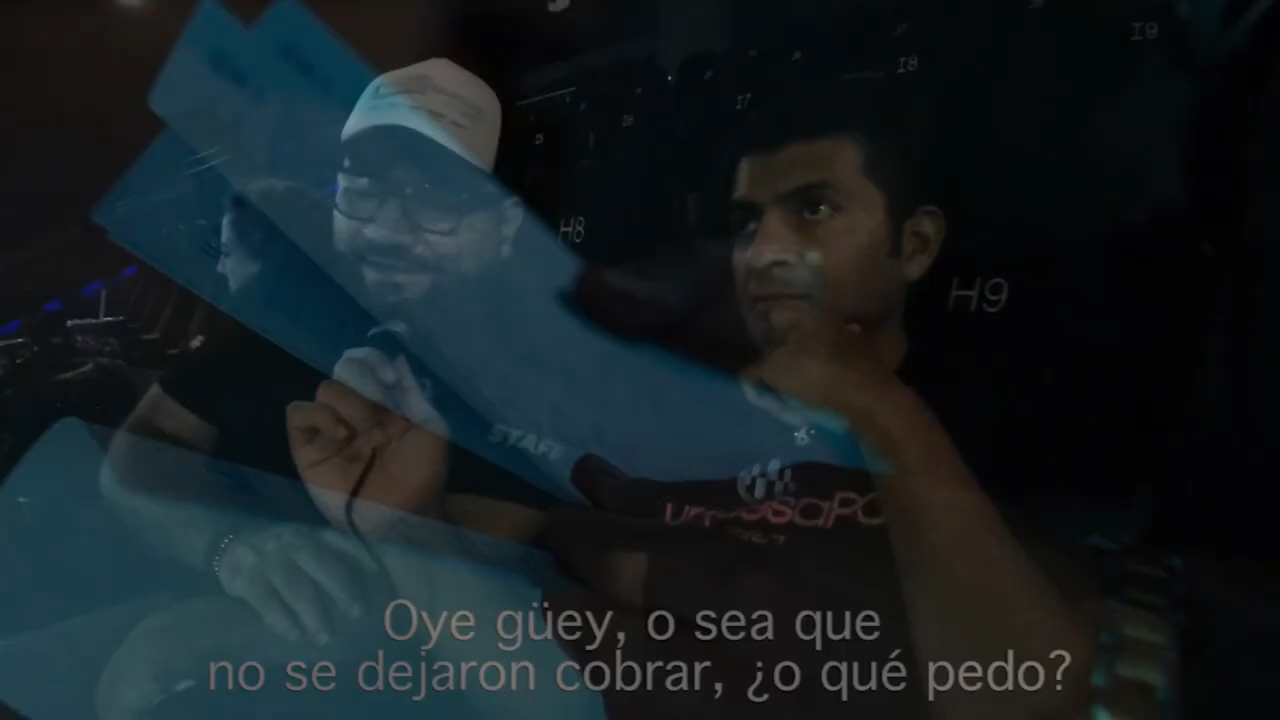 I9
I8
I7
H8
H9
STAFF
Oye güey, o sea que
no se dejaron cobrar, ¿o qué pedo?